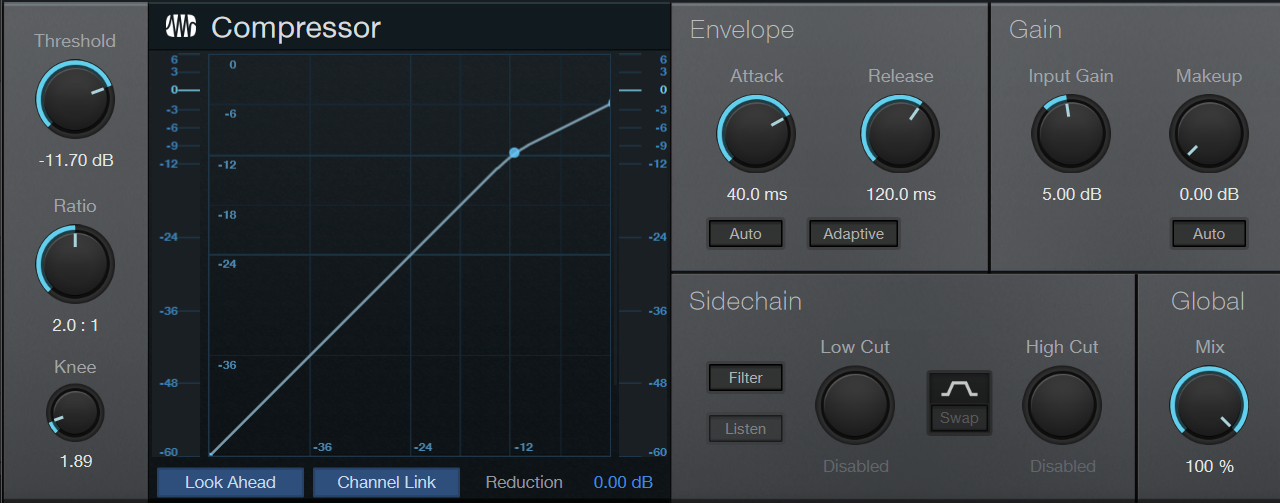 Compressor
Threshold
-11.70 dB
Ratio
2.0 : 1
Knee
1.89
6
3
0
-3
-6
-9
-12
-24
-36
-48
-60
0
-6
-12
-18
-24
-36
-36
-24
-12
6
3
0
-3
-6
-9
-12
-24
-36
-48
-60
Look Ahead
Channel Link
Reduction
0.00 dB
Envelope
Attack
Release
40.0 ms
120.0 ms
Auto
Adaptive
Gain
Input Gain
Makeup
5.00 dB
0.00 dB
Auto
Sidechain
Filter
Listen
Low Cut
Disabled
Swap
High Cut
Disabled
Global
Mix
100 %